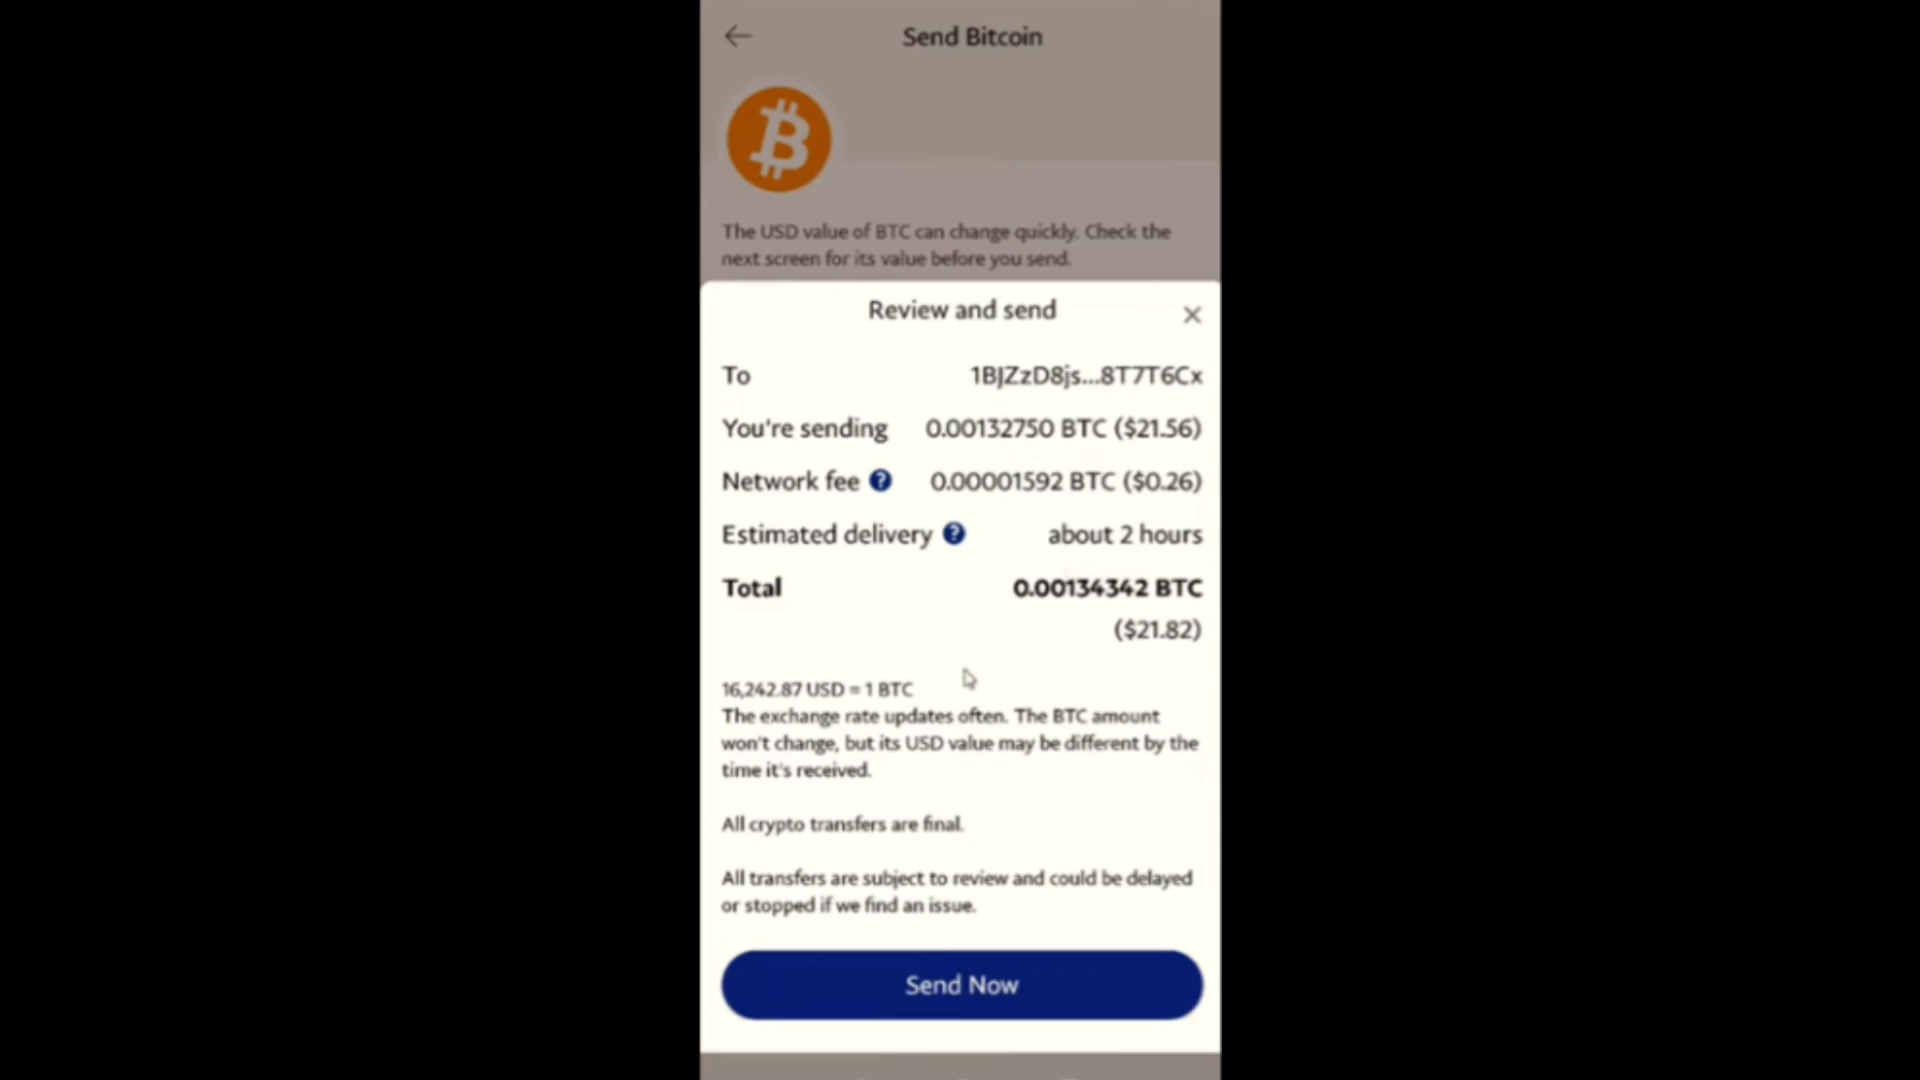 Send Bitcoin
The USD value of BTC can change quickly. Check the
next screen for its value before you send.
Review and send
To 1BJZzD8js...8T7T6Cx
You're sending 0.00132750 BTC ($21.56)
Network fee ? 0.00001592 BTC ($0.26)
Estimated delivery ? about 2 hours
Total 0.00134342 BTC
($21.82)
16,242.87 USD = 1 BTC
The exchange rate updates often. The BTC amount
won't change, but its USD value may be different by the
time it's received.
All crypto transfers are final.
All transfers are subject to review and could be delayed
or stopped if we find an issue.
Send Now